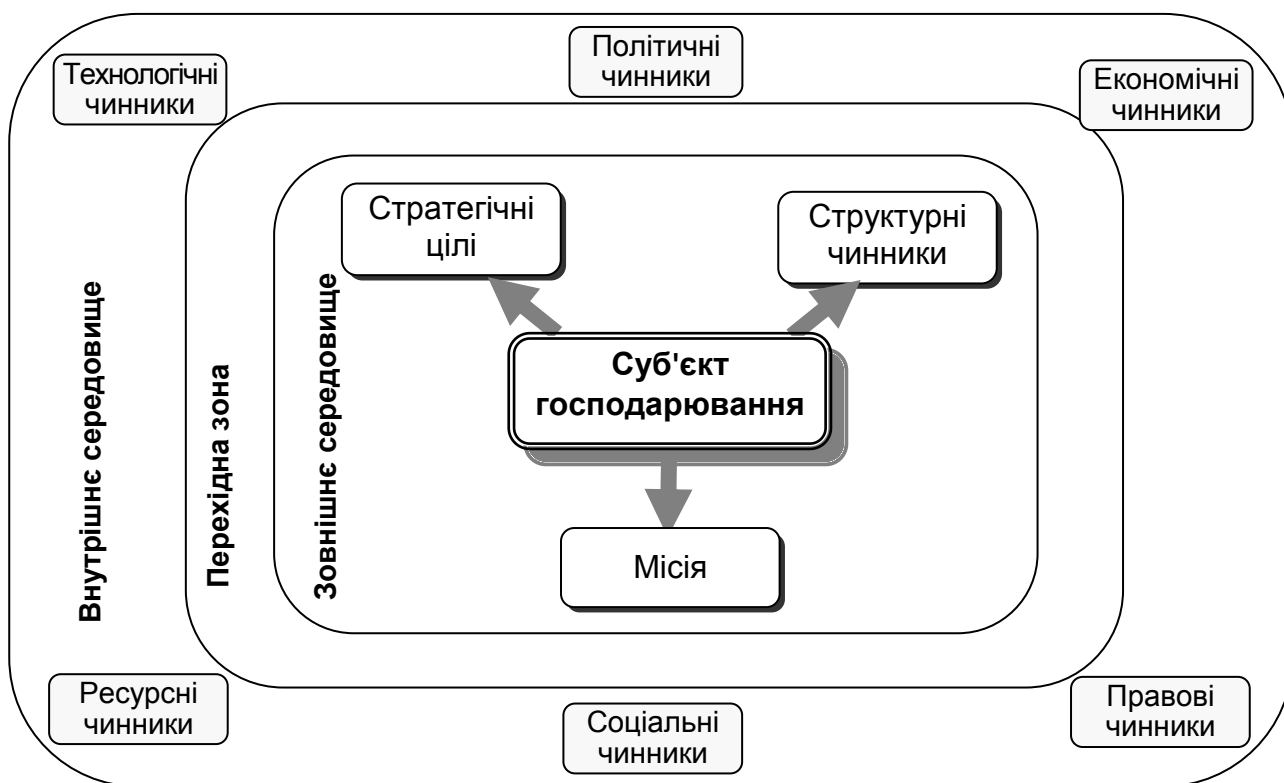 Політичні
чинники
Технологічні
чинники
Економічні
чинники
Стратегічні
цілі
Структурні
чинники
Внутрішнє середовище
Перехідна зона
Зовнішнє середовище
Суб'єкт
господарювання
Місія
Ресурсні
чинники
Соціальні
чинники
Правові
чинники